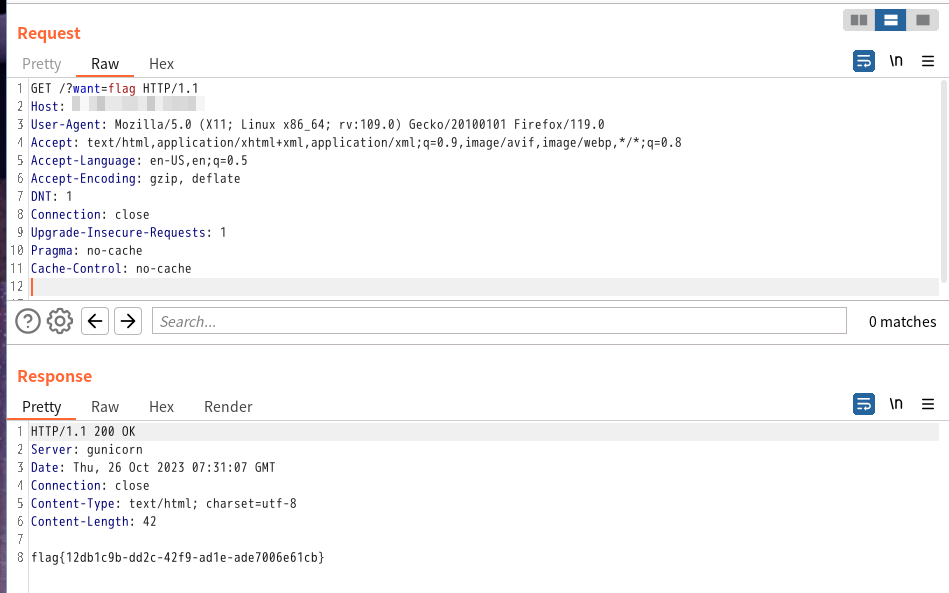 Request
Pretty Raw Hex \n
1 GET /?want=flag HTTP/1.1
2 Host:
3 User-Agent: Mozilla/5.0 (X11; Linux x86_64; rv:109.0) Gecko/20100101 Firefox/119.0
4 Accept: text/html,application/xhtml+xml,application/xml;q=0.9,image/avif,image/webp,*/*;q=0.8
5 Accept-Language: en-US,en;q=0.5
6 Accept-Encoding: gzip, deflate
7 DNT: 1
8 Connection: close
9 Upgrade-Insecure-Requests: 1
10 Pragma: no-cache
11 Cache-Control: no-cache
12
? Search... 0 matches
Response
Pretty Raw Hex Render \n
1 HTTP/1.1 200 OK
2 Server: gunicorn
3 Date: Thu, 26 Oct 2023 07:31:07 GMT
4 Connection: close
5 Content-Type: text/html; charset=utf-8
6 Content-Length: 42
7
8 flag{12db1c9b-dd2c-42f9-ad1e-ade7006e61cb}